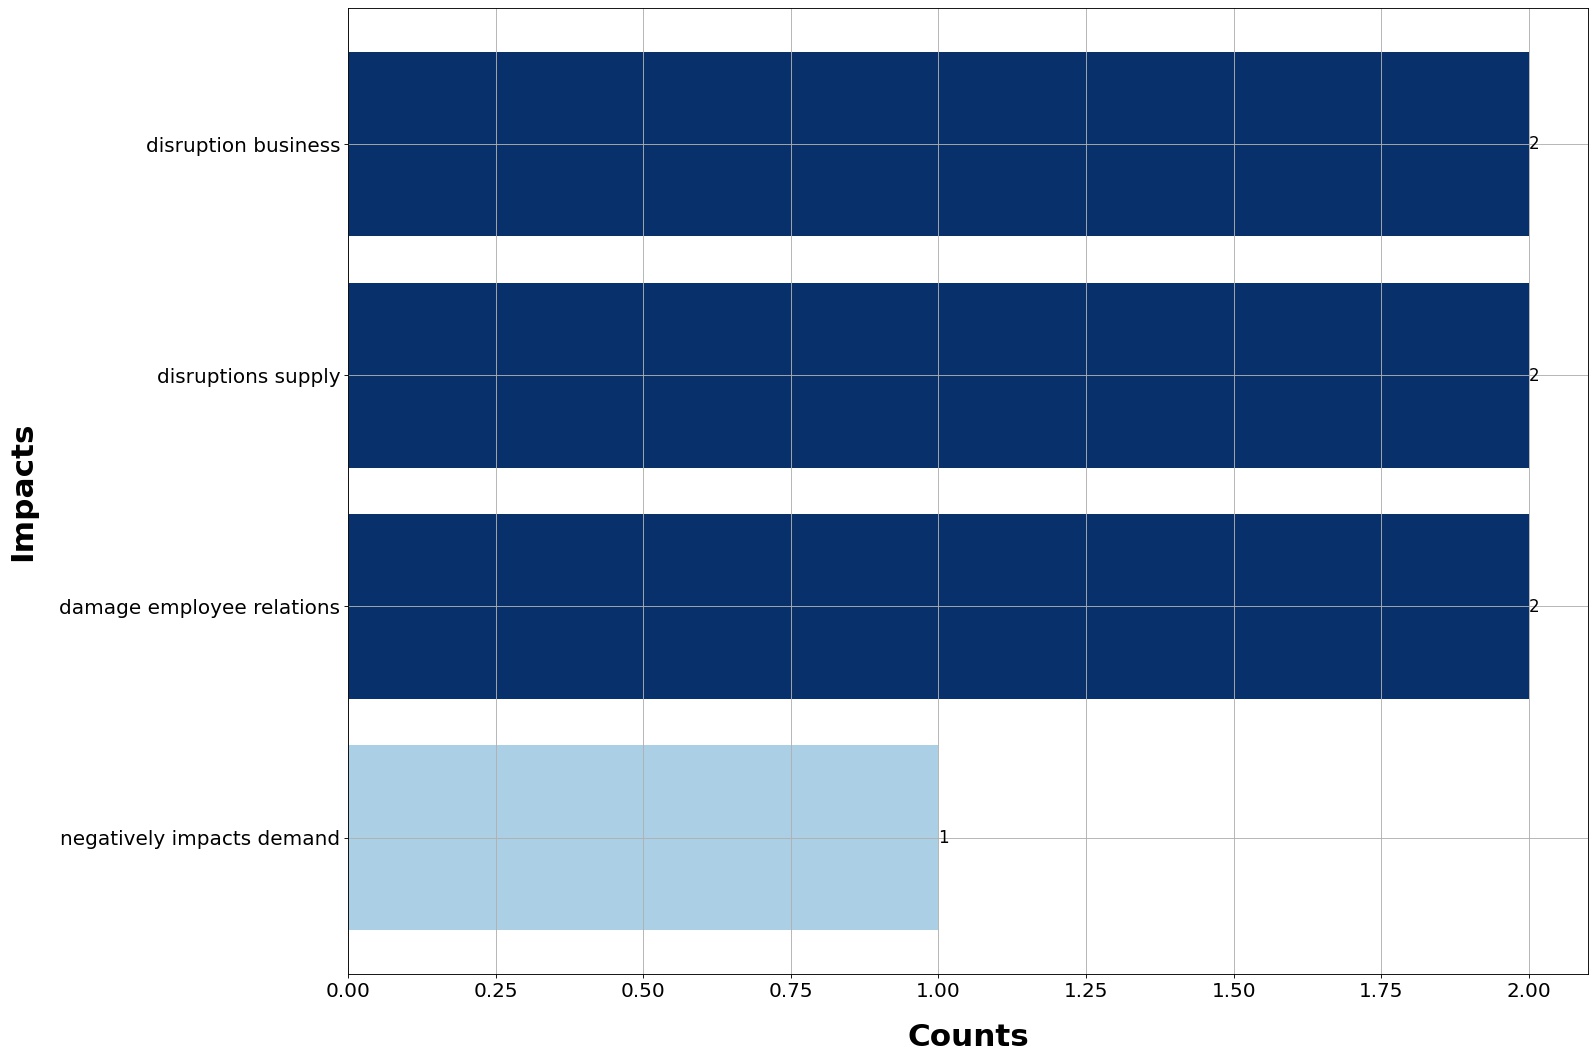 disruption business
2
disruptions supply
2
Impacts
damage employee relations
2
negatively impacts demand
1
0.00 0.25 0.50 0.75 1.00 1.25 1.50 1.75 2.00
Counts